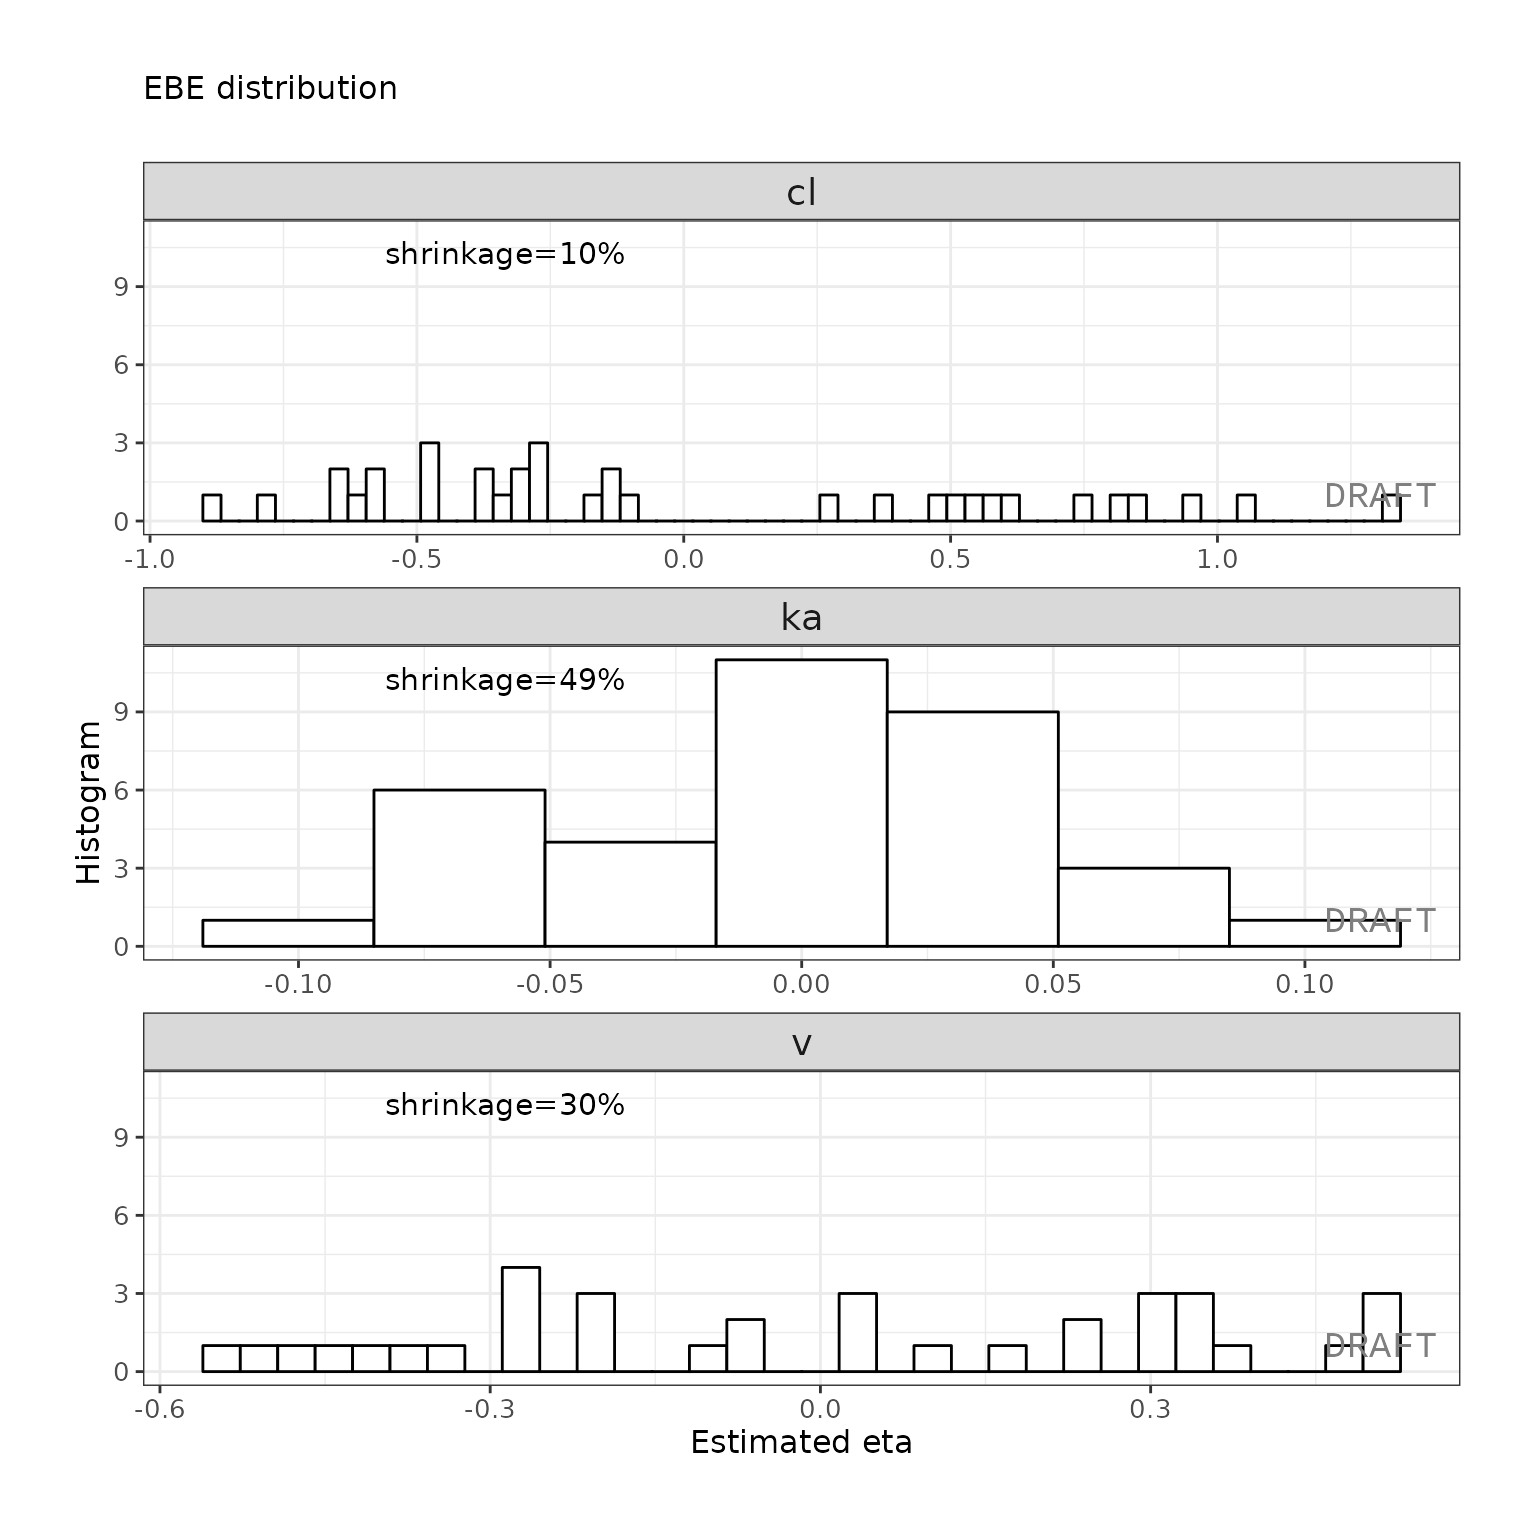 EBE distribution
cl
shrinkage=10%
9
6
3
0
DRAFT
-1.0 -0.5 0.0 0.5 1.0
ka
shrinkage=49%
9
6
3
0
DRAFT
-0.10 -0.05 0.00 0.05 0.10
Histogram
v
shrinkage=30%
9
6
3
0
DRAFT
-0.6 -0.3 0.0 0.3
Estimated eta